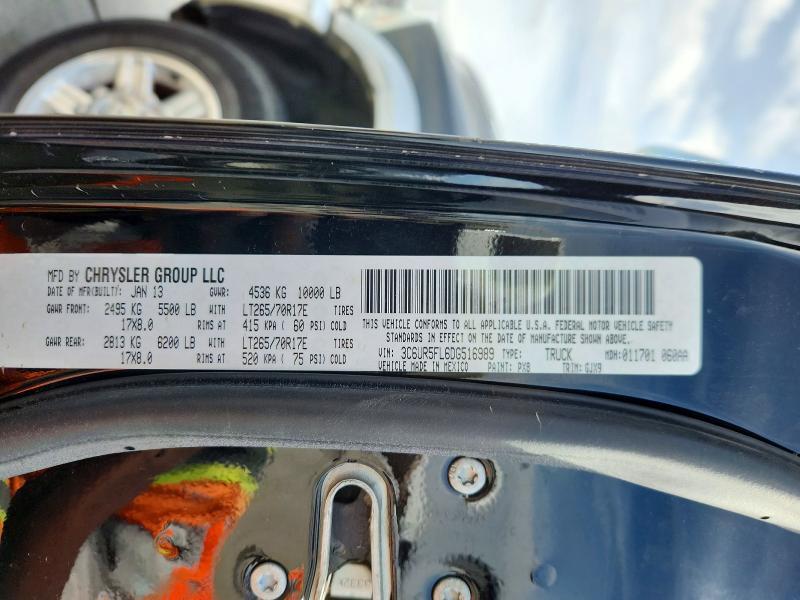 MFD BY CHRYSLER GROUP LLC
DATE OF MFR(BUILT): JAN 13 GVWR: 4536 KG 10000 LB
GAWR FRONT: 2495 KG 5500 LB WITH LT265/70R17E TIRES
17X8.0 RIMS AT 415 KPA ( 60 PSI) COLD
GAWR REAR: 2813 KG 6200 LB WITH LT265/70R17E TIRES
17X8.0 RIMS AT 520 KPA ( 75 PSI) COLD
THIS VEHICLE CONFORMS TO ALL APPLICABLE U.S.A. FEDERAL MOTOR VEHICLE SAFETY
STANDARDS IN EFFECT ON THE DATE OF MANUFACTURE SHOWN ABOVE.
VIN: 3C6UR5FL6DG516989 TYPE: TRUCK MDH: 011701 060AA
VEHICLE MADE IN MEXICO PAINT: PX8 TRIM: GJX9